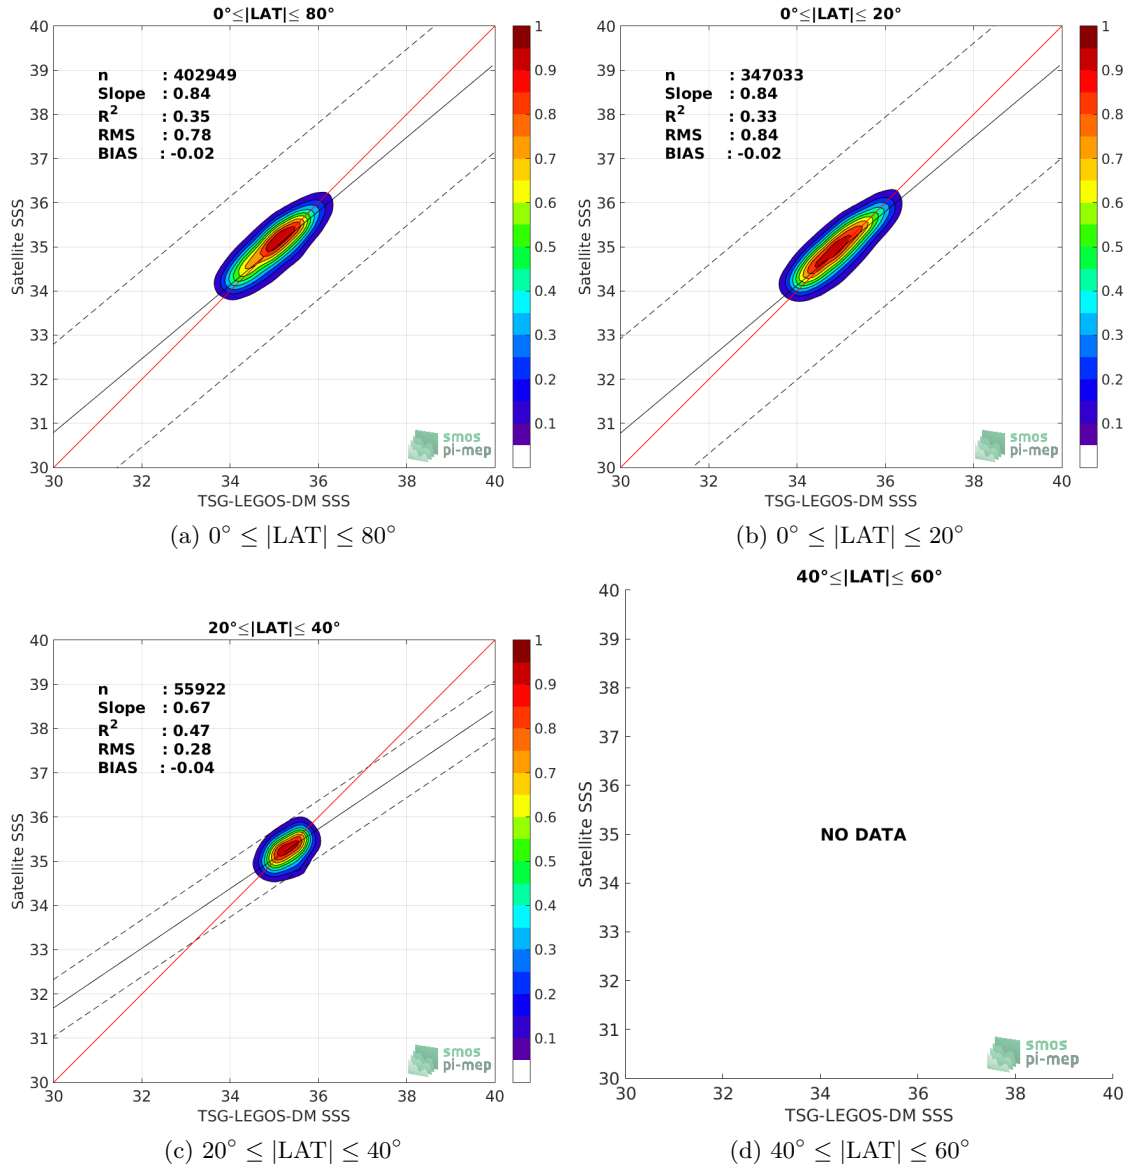 0°≤|LAT|≤ 80°
40
39
38
37
36
35
34
33
32
31
30
Satellite SSS
n : 402949
Slope : 0.84
R2 : 0.35
RMS : 0.78
BIAS : -0.02
smos
pi-mep
30 32 34 36 38 40
TSG-LEGOS-DM SSS
1
0.9
0.8
0.7
0.6
0.5
0.4
0.3
0.2
0.1
(a) 0° ≤ |LAT| ≤ 80°
0°≤|LAT|≤ 20°
40
39
38
37
36
35
34
33
32
31
30
Satellite SSS
n : 347033
Slope : 0.84
R2 : 0.33
RMS : 0.84
BIAS : -0.02
smos
pi-mep
30 32 34 36 38 40
TSG-LEGOS-DM SSS
1
0.9
0.8
0.7
0.6
0.5
0.4
0.3
0.2
0.1
(b) 0° ≤ |LAT| ≤ 20°
20°≤|LAT|≤ 40°
40
39
38
37
36
35
34
33
32
31
30
Satellite SSS
n : 55922
Slope : 0.67
R2 : 0.47
RMS : 0.28
BIAS : -0.04
smos
pi-mep
30 32 34 36 38 40
TSG-LEGOS-DM SSS
1
0.9
0.8
0.7
0.6
0.5
0.4
0.3
0.2
0.1
(c) 20° ≤ |LAT| ≤ 40°
40°≤|LAT|≤ 60°
40
39
38
37
36
35
34
33
32
31
30
Satellite SSS
NO DATA
smos
pi-mep
30 32 34 36 38 40
TSG-LEGOS-DM SSS
(d) 40° ≤ |LAT| ≤ 60°